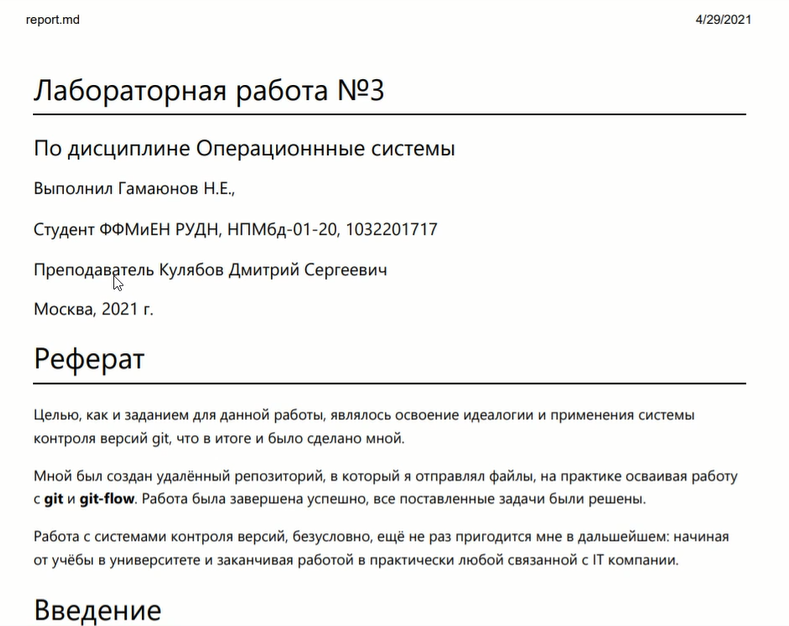 report.md 4/29/2021
Лабораторная работа №3
По дисциплине Операционнные системы
Выполнил Гамаюнов Н.Е.,
Студент ФФМиЕН РУДН, НПМбд-01-20, 1032201717
Преподаватель Кулябов Дмитрий Сергеевич
Москва, 2021 г.
Реферат
Целью, как и заданием для данной работы, являлось освоение идеалогии и применения системы
контроля версий git, что в итоге и было сделано мной.
Мной был создан удалённый репозиторий, в который я отправлял файлы, на практике осваивая работу
с git и git-flow. Работа была завершена успешно, все поставленные задачи были решены.
Работа с системами контроля версий, безусловно, ещё не раз пригодится мне в дальшейшем: начиная
от учёбы в университете и заканчивая работой в практически любой связанной с IT компании.
Введение